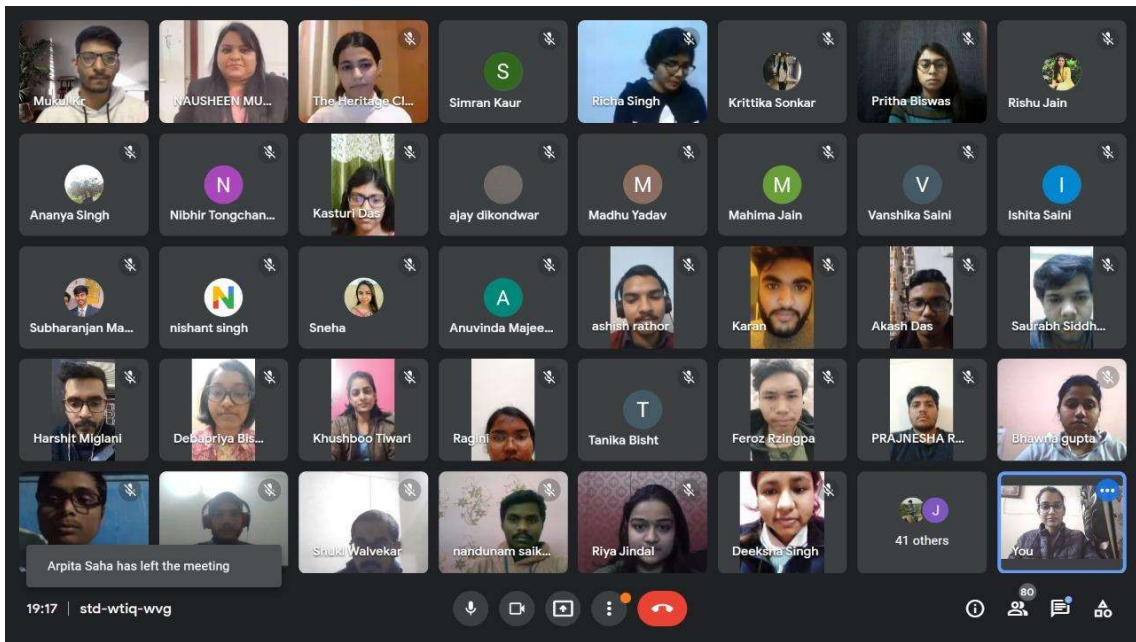 Mukul Kr
NAUSHEEN MU...
The Heritage Cl...
S
Simran Kaur
Richa Singh
Krittika Sonkar
Pritha Biswas
Rishu Jain
Ananya Singh
N
Nibhir Tongchan...
Kasturi Das
ajay dikondwar
M
Madhu Yadav
M
Mahima Jain
V
Vanshika Saini
I
Ishita Saini
Subharanjan Ma...
N
nishant singh
Sneha
A
Anuvinda Majee...
ashish rathor
Karan
Akash Das
Saurabh Siddh...
Harshit Miglani
Debapriya Bis...
Khushboo Tiwari
Ragini
T
Tanika Bisht
Feroz Rzingpa
PRAJNESHA R...
Bhawna gupta
Shuki Walvekar
nandunam saik...
Riya Jindal
Deeksha Singh
J
41 others
You
Arpita Saha has left the meeting
19:17 | std-wtiq-wvg
80